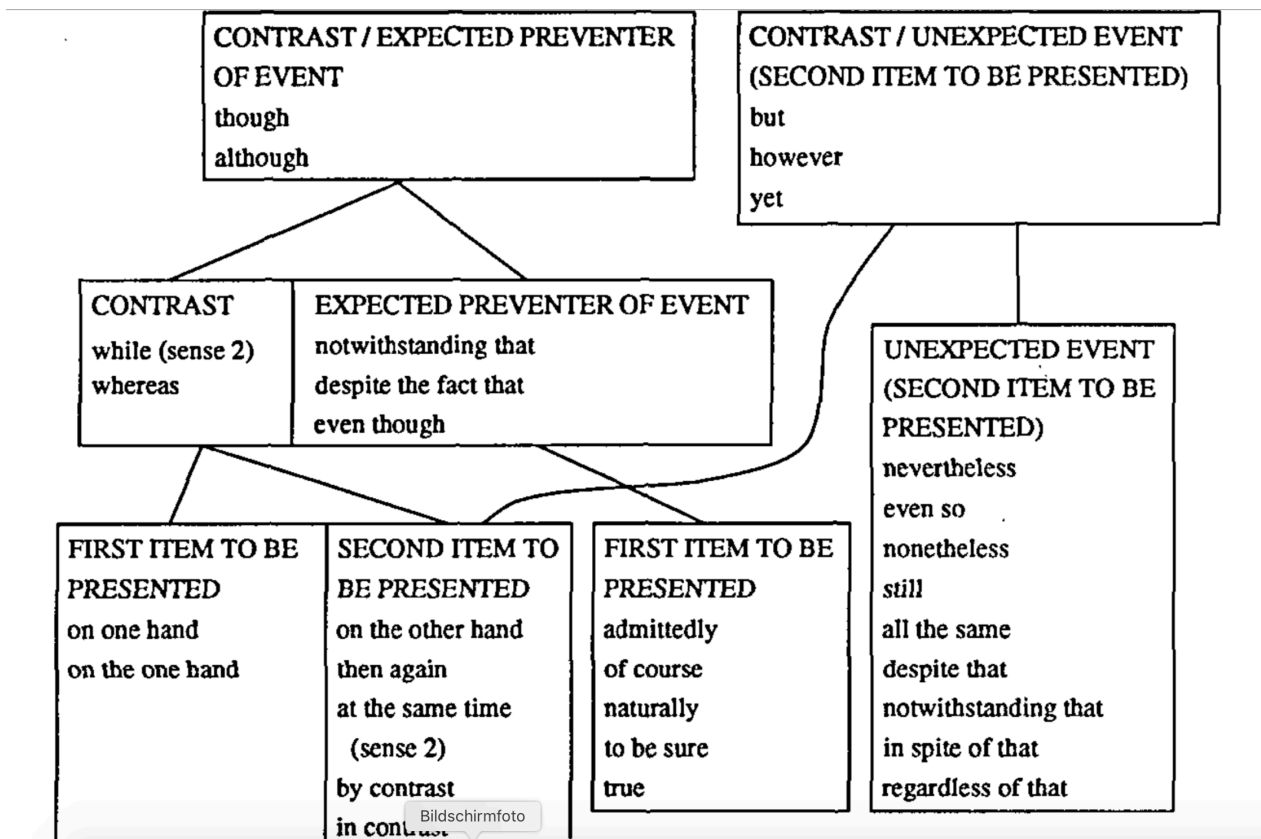 CONTRAST / EXPECTED PREVENTER
OF EVENT
though
although
CONTRAST / UNEXPECTED EVENT
(SECOND ITEM TO BE PRESENTED)
but
however
yet
CONTRAST
while (sense 2)
whereas
EXPECTED PREVENTER OF EVENT
notwithstanding that
despite the fact that
even though
UNEXPECTED EVENT
(SECOND ITEM TO BE
PRESENTED)
nevertheless
even so
nonetheless
still
all the same
despite that
notwithstanding that
in spite of that
regardless of that
FIRST ITEM TO BE
PRESENTED
on one hand
on the one hand
SECOND ITEM TO
BE PRESENTED
on the other hand
then again
at the same time
(sense 2)
by contrast
in contrast
FIRST ITEM TO BE
PRESENTED
admittedly
of course
naturally
to be sure
true
Bildschirmfoto